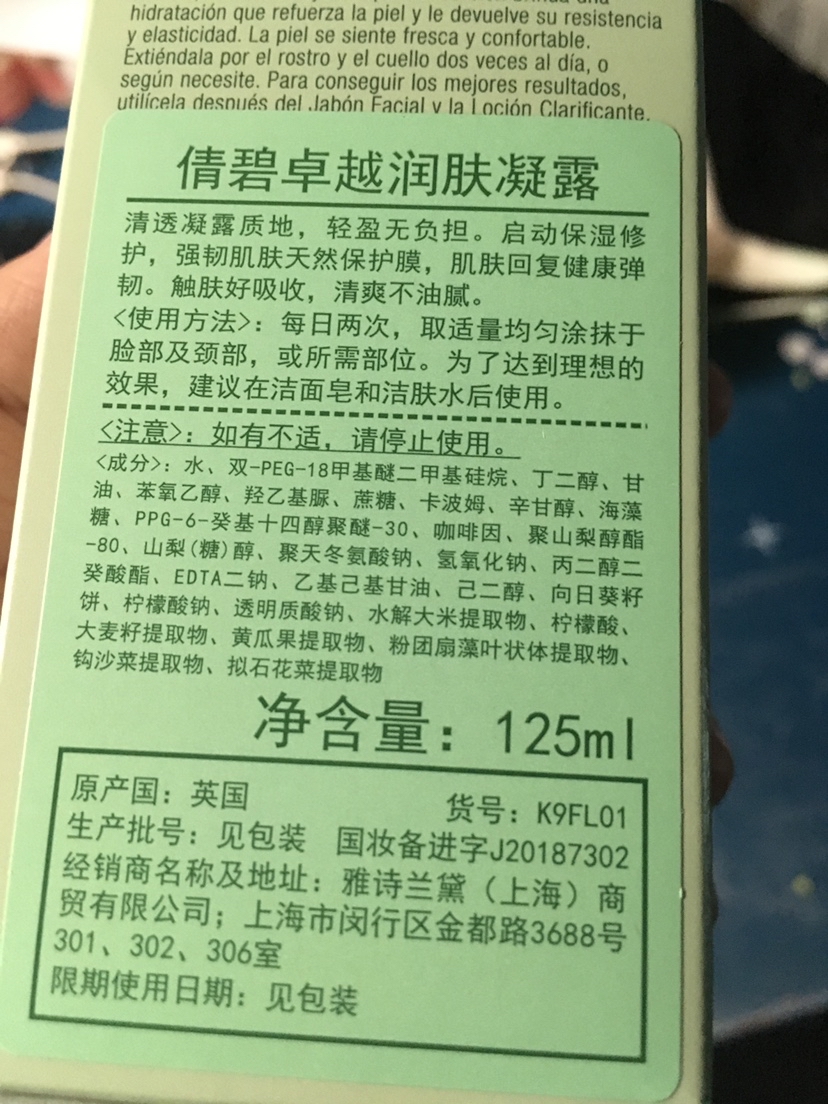 hidratación que refuerza la piel y le devuelve su resistencia
y elasticidad. La piel se siente fresca y confortable.
Extiéndala por el rostro y el cuello dos veces al día, o
según necesite. Para conseguir los mejores resultados,
utilícela después del Jabón Facial y la Loción Clarificante.
倩碧卓越润肤凝露
清透凝露质地，轻盈无负担。启动保湿修
护，强韧肌肤天然保护膜，肌肤回复健康弹
韧。触肤好吸收，清爽不油腻。
<使用方法>：每日两次，取适量均匀涂抹于
脸部及颈部，或所需部位。为了达到理想的
效果，建议在洁面皂和洁肤水后使用。
<注意>：如有不适，请停止使用。
<成分>：水、双-PEG-18甲基醚二甲基硅烷、丁二醇、甘
油、苯氧乙醇、羟乙基脲、蔗糖、卡波姆、辛甘醇、海藻
糖、PPG-6-癸基十四醇聚醚-30、咖啡因、聚山梨醇酯
-80、山梨(糖)醇、聚天冬氨酸钠、氢氧化钠、丙二醇二
癸酸酯、EDTA二钠、乙基己基甘油、己二醇、向日葵籽
饼、柠檬酸钠、透明质酸钠、水解大米提取物、柠檬酸、
大麦籽提取物、黄瓜果提取物、粉团扇藻叶状体提取物、
钩沙菜提取物、拟石花菜提取物
净含量：125ml
原产国：英国 货号：K9FL01
生产批号：见包装 国妆备进字J20187302
经销商名称及地址：雅诗兰黛（上海）商
贸有限公司；上海市闵行区金都路3688号
301、302、306室
限期使用日期：见包装